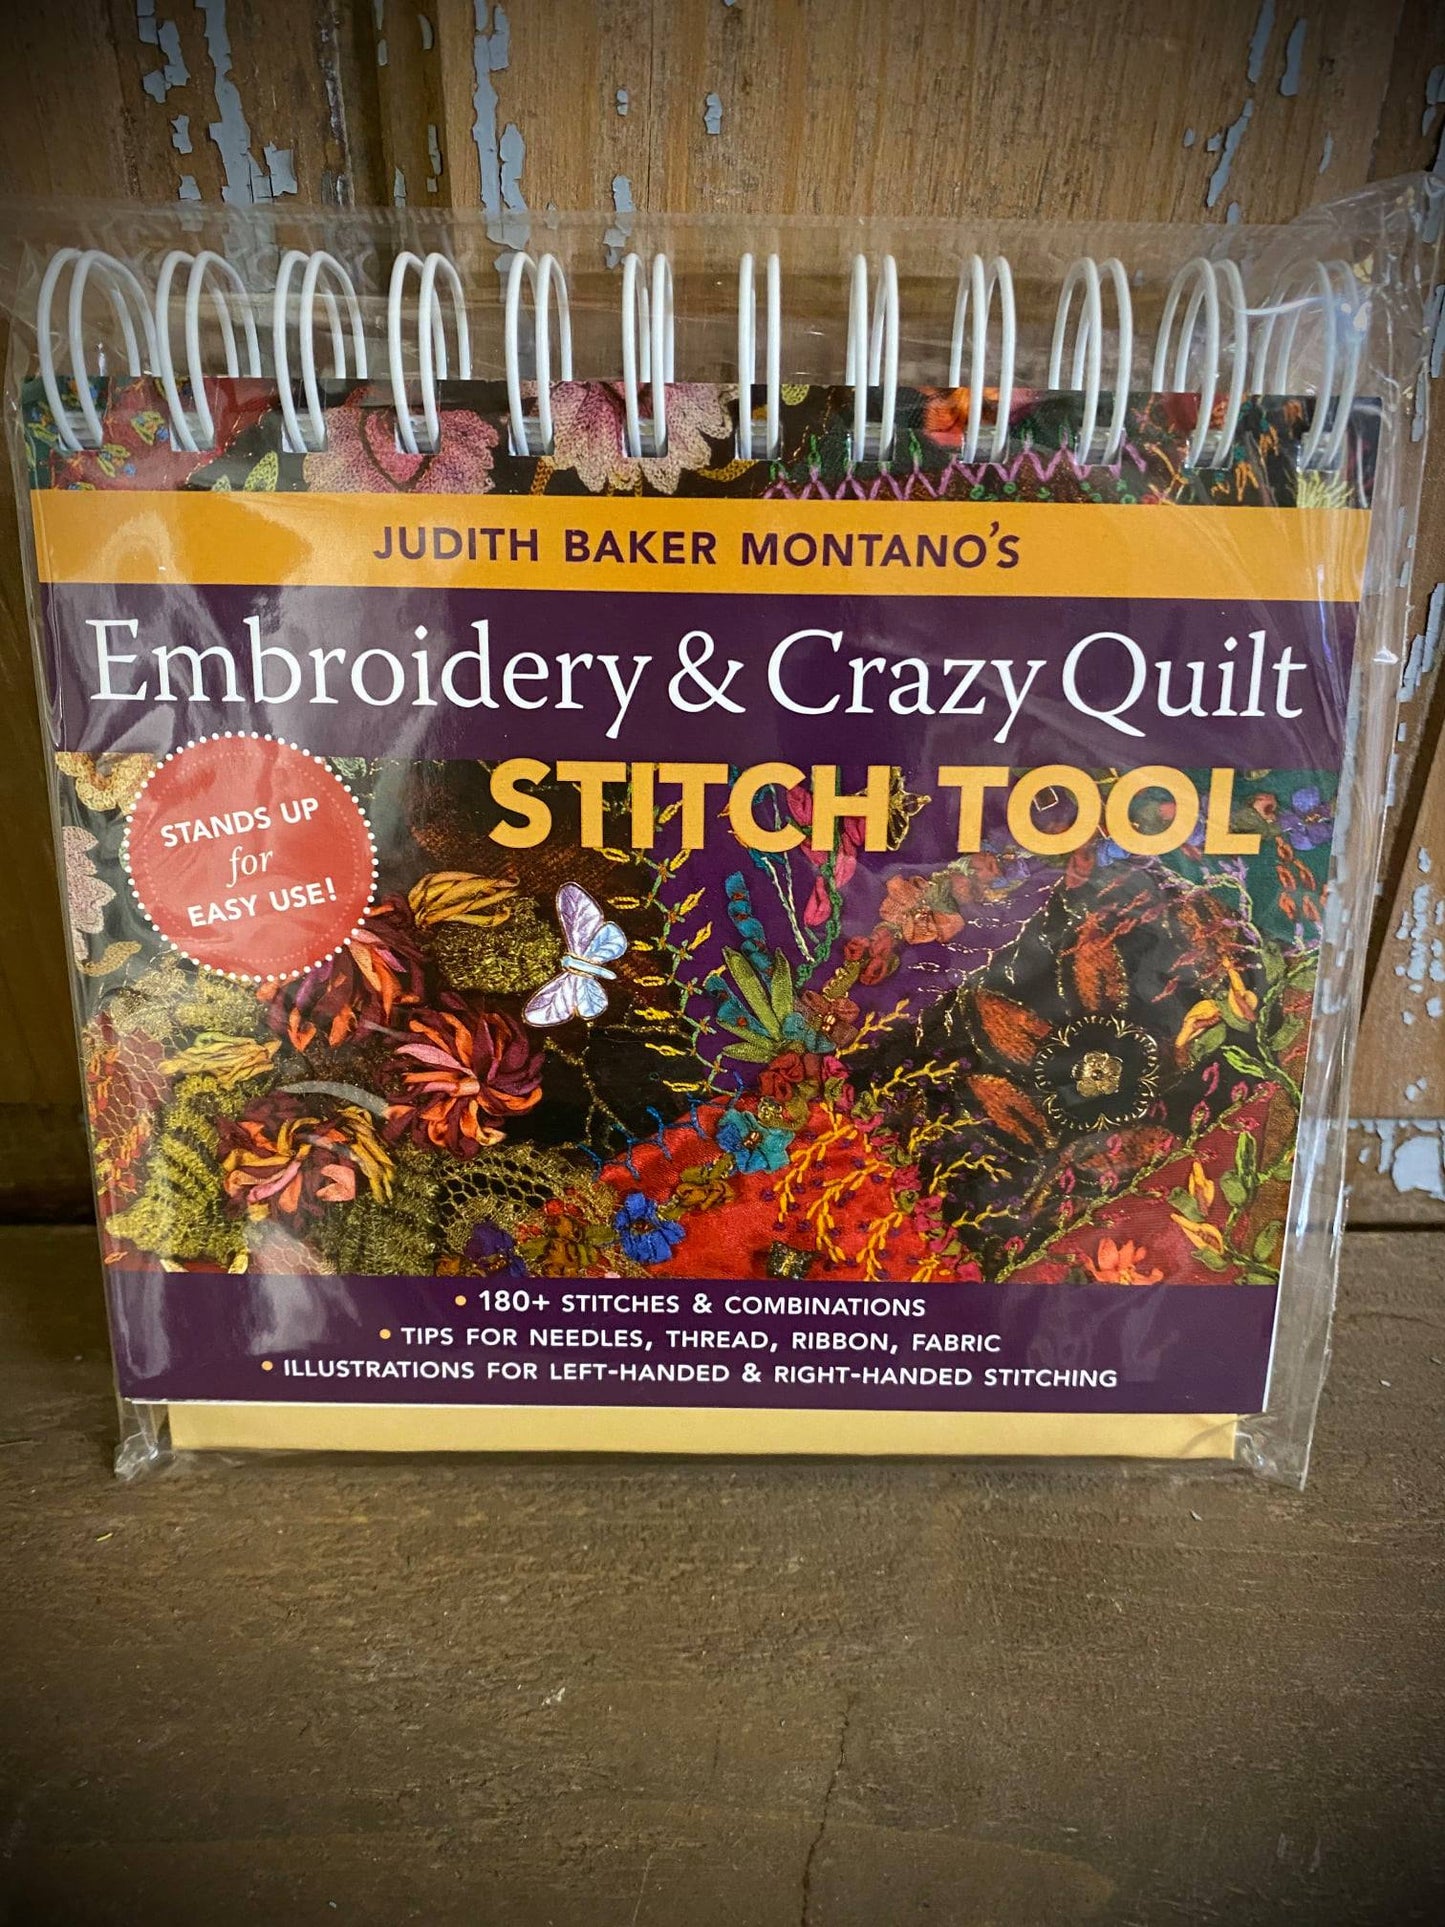 JUDITH BAKER MONTANO'S
Embroidery & Crazy Quilt
STITCH TOOL
STANDS UP
for
EASY USE!
• 180+ STITCHES & COMBINATIONS
• TIPS FOR NEEDLES, THREAD, RIBBON, FABRIC
• ILLUSTRATIONS FOR LEFT-HANDED & RIGHT-HANDED STITCHING